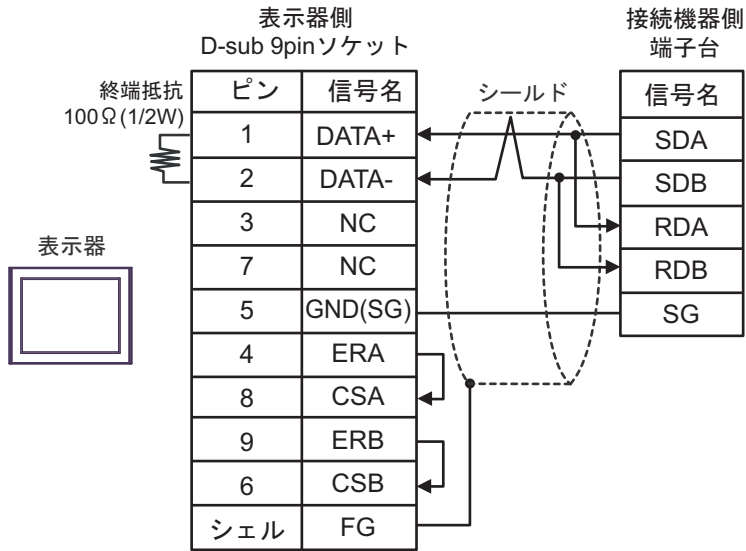 表示器側
D-sub 9pinソケット
接続機器側
端子台
終端抵抗
100Ω(1/2W)
ピン 信号名
シールド
信号名
1 DATA+
SDA
2 DATA-
SDB
3 NC
RDA
表示器
7 NC
RDB
5 GND(SG)
SG
4 ERA
8 CSA
9 ERB
6 CSB
シェル FG